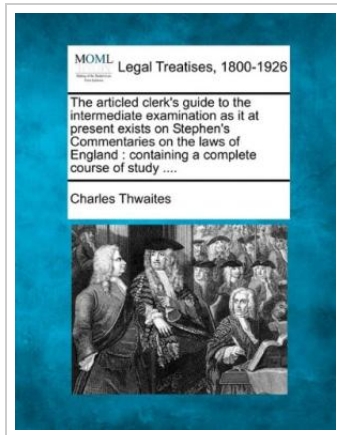 MOML Legal Treatises, 1800-1926
The articled clerk's guide to the
intermediate examination as it at
present exists on Stephen's
Commentaries on the laws of
England : containing a complete
course of study ....
Charles Thwaites